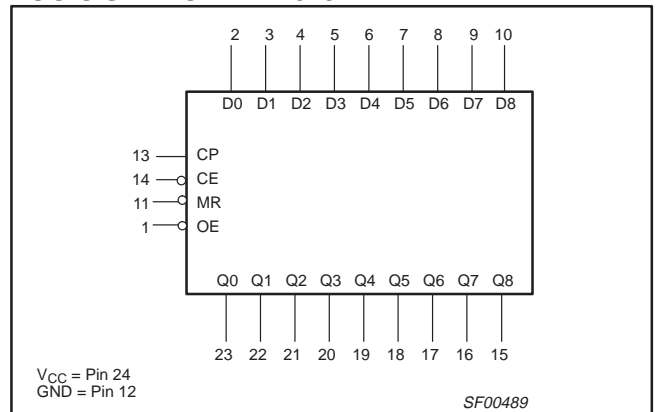 2 3 4 5 6 7 8 9 10
D0 D1 D2 D3 D4 D5 D6 D7 D8
13 CP
14 CE
11 MR
1 OE
Q0 Q1 Q2 Q3 Q4 Q5 Q6 Q7 Q8
23 22 21 20 19 18 17 16 15
VCC = Pin 24
GND = Pin 12
SF00489